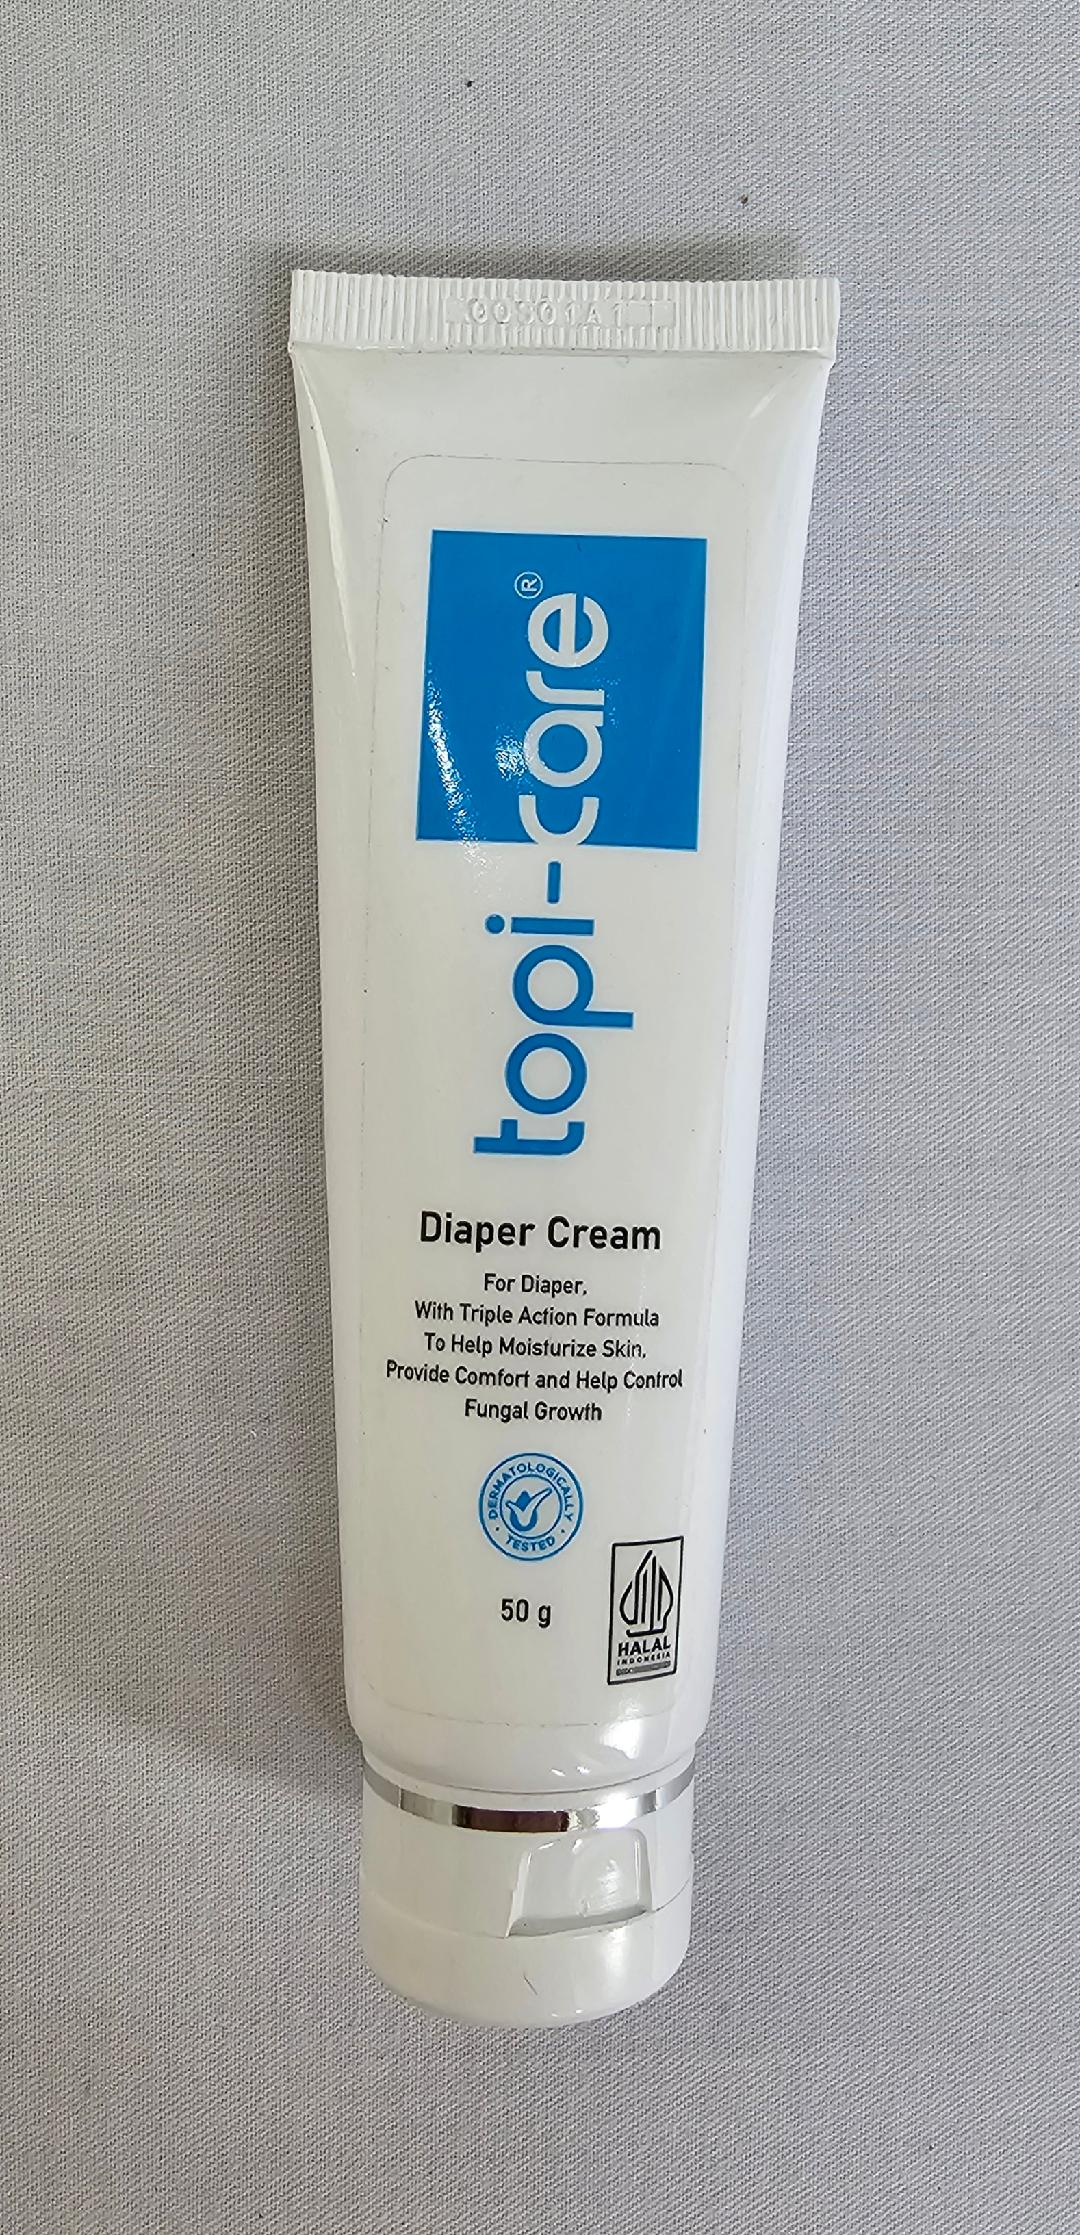 topi-care®
Diaper Cream
For Diaper,
With Triple Action Formula
To Help Moisturize Skin,
Provide Comfort and Help Control
Fungal Growth
DERMATOLOGICALLY
TESTED
50 g
HALAL
INDONESIA